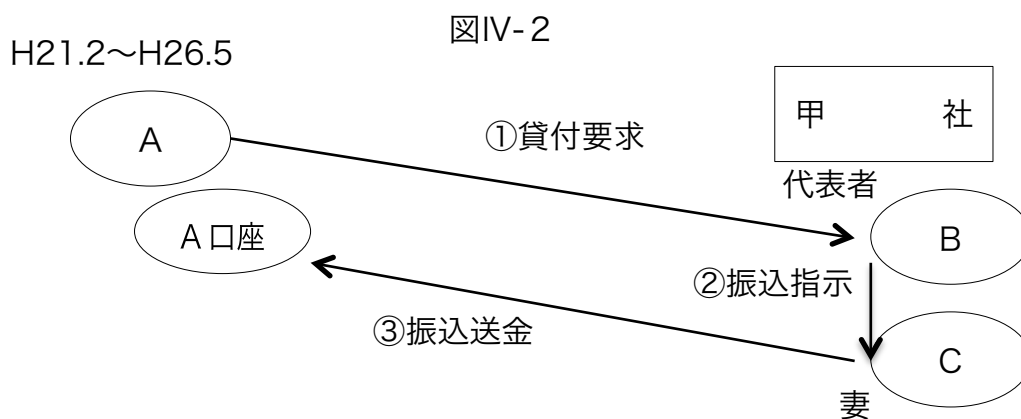 図Ⅳ-2
H21.2～H26.5
甲 社
A
①貸付要求
代表者
A口座
B
②振込指示
③振込送金
C
妻